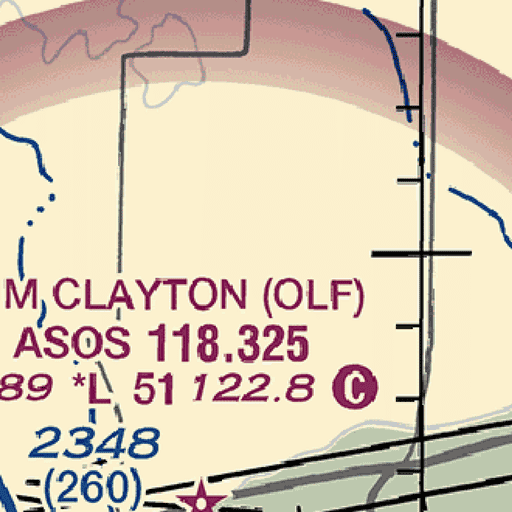 M CLAYTON (OLF)
ASOS 118.325
89 *L 51 122.8 C
2348
(260)